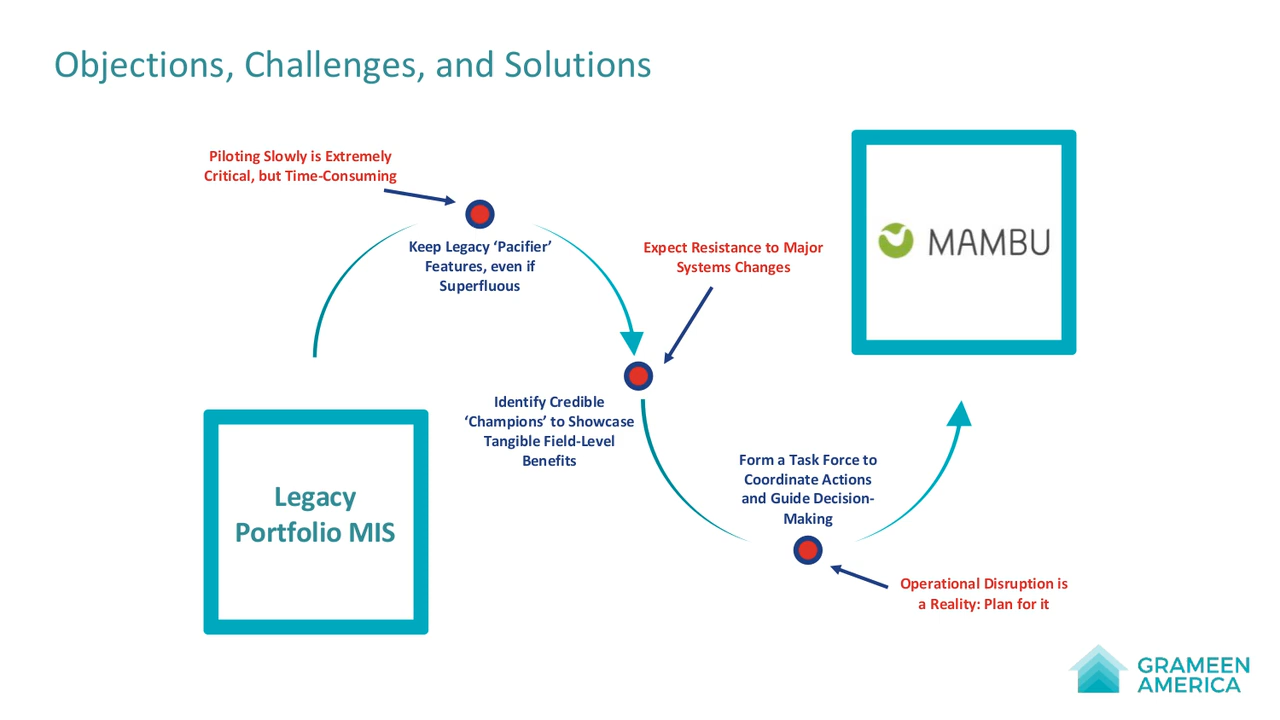 Objections, Challenges, and Solutions
Piloting Slowly is Extremely
Critical, but Time-Consuming
Keep Legacy ‘Pacifier’
Features, even if
Superfluous
Expect Resistance to Major
Systems Changes
MAMBU
Identify Credible
‘Champions’ to Showcase
Tangible Field-Level
Benefits
Legacy
Portfolio MIS
Form a Task Force to
Coordinate Actions
and Guide Decision-
Making
Operational Disruption is
a Reality: Plan for it
GRAMEEN
AMERICA